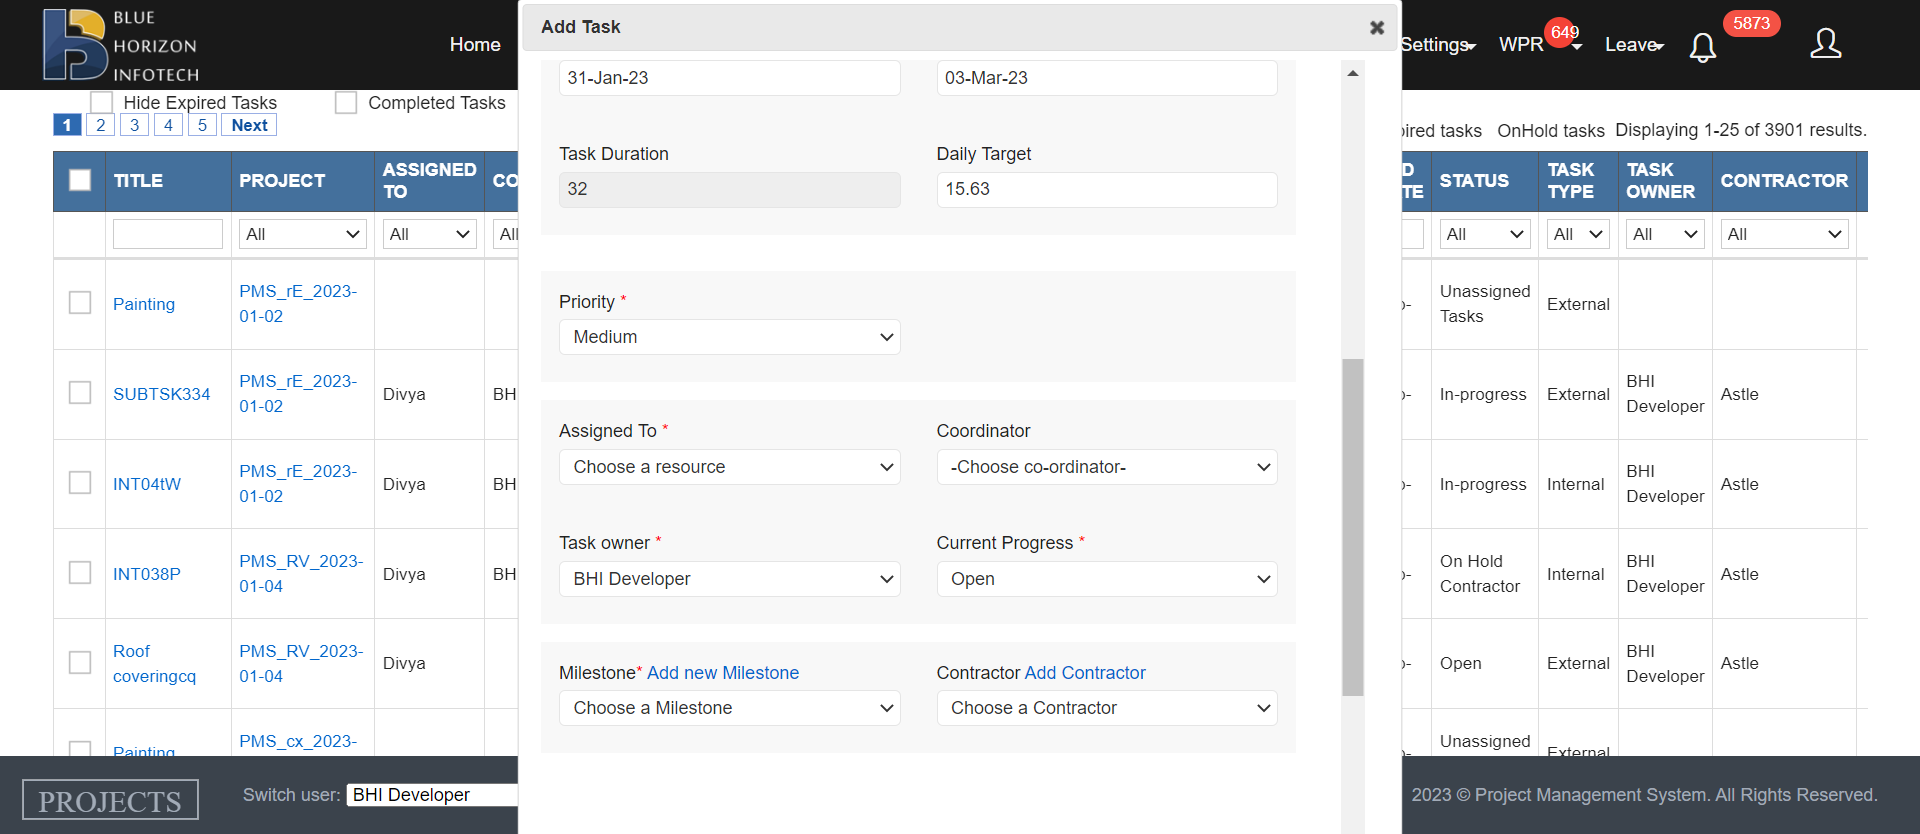 BLUE
HORIZON
INFOTECH
Home
Settings
WPR
649
Leave
5873
Add Task
✖
31-Jan-23
03-Mar-23
Task Duration
Daily Target
32
15.63
Priority *
Medium
Assigned To *
Coordinator
Choose a resource
-Choose co-ordinator-
Task owner *
Current Progress *
BHI Developer
Open
Milestone* Add new Milestone
Contractor Add Contractor
Choose a Milestone
Choose a Contractor
Hide Expired Tasks
Completed Tasks
1 2 3 4 5 Next
tasks OnHold tasks Displaying 1-25 of 3901 results.
TITLE PROJECT ASSIGNED TO STATUS TASK TYPE TASK OWNER CONTRACTOR
All All All All All All All
Painting
PMS_rE_2023-
01-02
Unassigned
Tasks
External
SUBTSK334
PMS_rE_2023-
01-02
Divya
BHI
In-progress
External
BHI
Developer
Astle
INT04tW
PMS_rE_2023-
01-02
Divya
BHI
In-progress
Internal
BHI
Developer
Astle
INT038P
PMS_RV_2023-
01-04
Divya
BHI
On Hold
Contractor
Internal
BHI
Developer
Astle
Roof
coveringcq
PMS_RV_2023-
01-04
Divya
Open
External
BHI
Developer
Astle
Painting
PMS_cx_2023-
Unassigned
External
PROJECTS
Switch user: BHI Developer
2023 © Project Management System. All Rights Reserved.